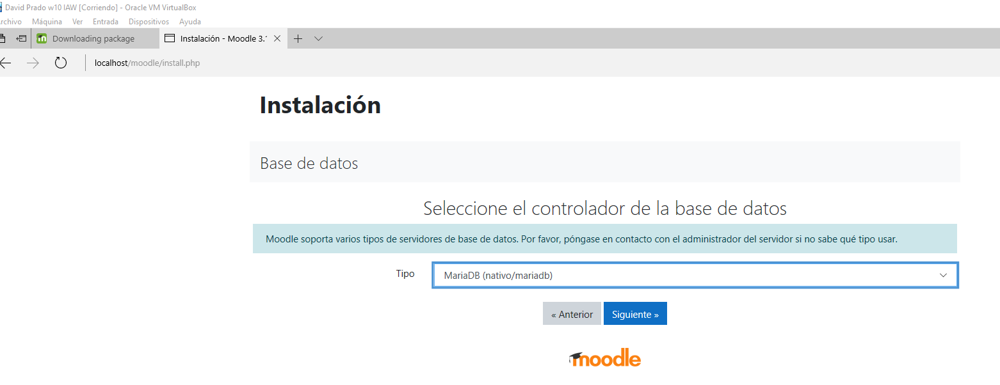 David Prado w10 IAW [Corriendo] - Oracle VM VirtualBox
rchivo Máquina Ver Entrada Dispositivos Ayuda
Downloading package Instalación - Moodle 3.
localhost/moodle/install.php
Instalación
Base de datos
Seleccione el controlador de la base de datos
Moodle soporta varios tipos de servidores de base de datos. Por favor, póngase en contacto con el administrador del servidor si no sabe qué tipo usar.
Tipo MariaDB (nativo/mariadb)
« Anterior Siguiente »
moodle